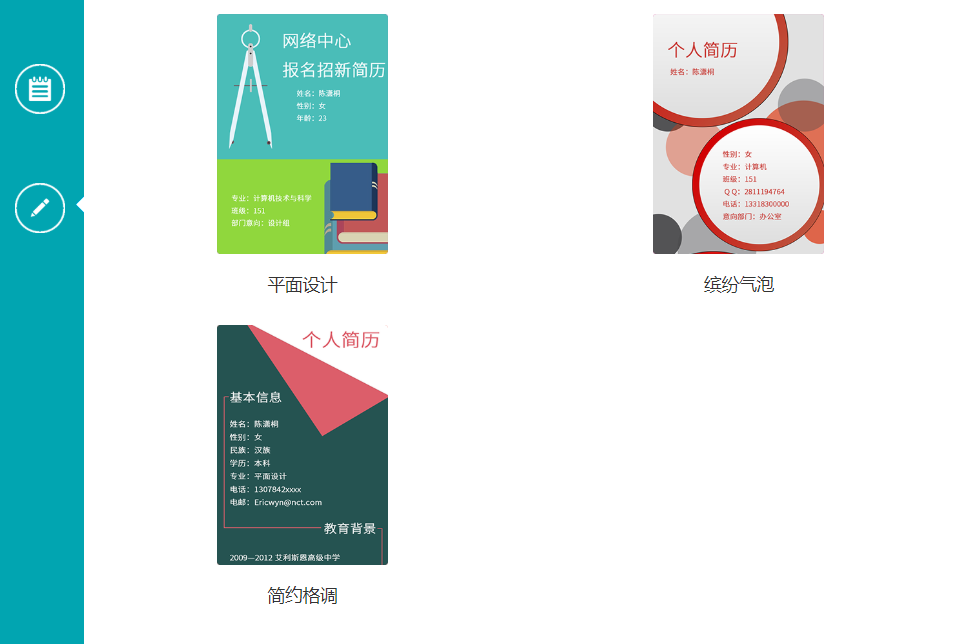 网络中心
报名招新简历
姓名：陈潇桐
性别：女
年龄：23
专业：计算机技术与科学
班级：151
部门意向：设计组
平面设计
个人简历
姓名：陈潇桐
性别：女
专业：计算机
班级：151
Q Q：2811194764
电话：13318300000
意向部门：办公室
缤纷气泡
个人简历
基本信息
姓名：陈潇桐
性别：女
民族：汉族
学历：本科
专业：平面设计
电话：1307842xxxx
电邮：Ericwyn@nct.com
教育背景
2009—2012 艾利斯恩高级中学
简约格调